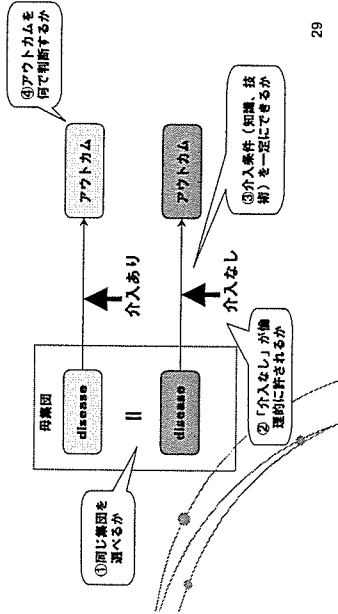 ④アウトカムを
何で判断するか
アウトカム
アウトカム
介入あり
介入なし
③介入条件（知識、技
術）を一定にできるか
母集団
disease
=
disease
①同じ集団を
選べるか
②「介入なし」が倫
理的に許されるか
29